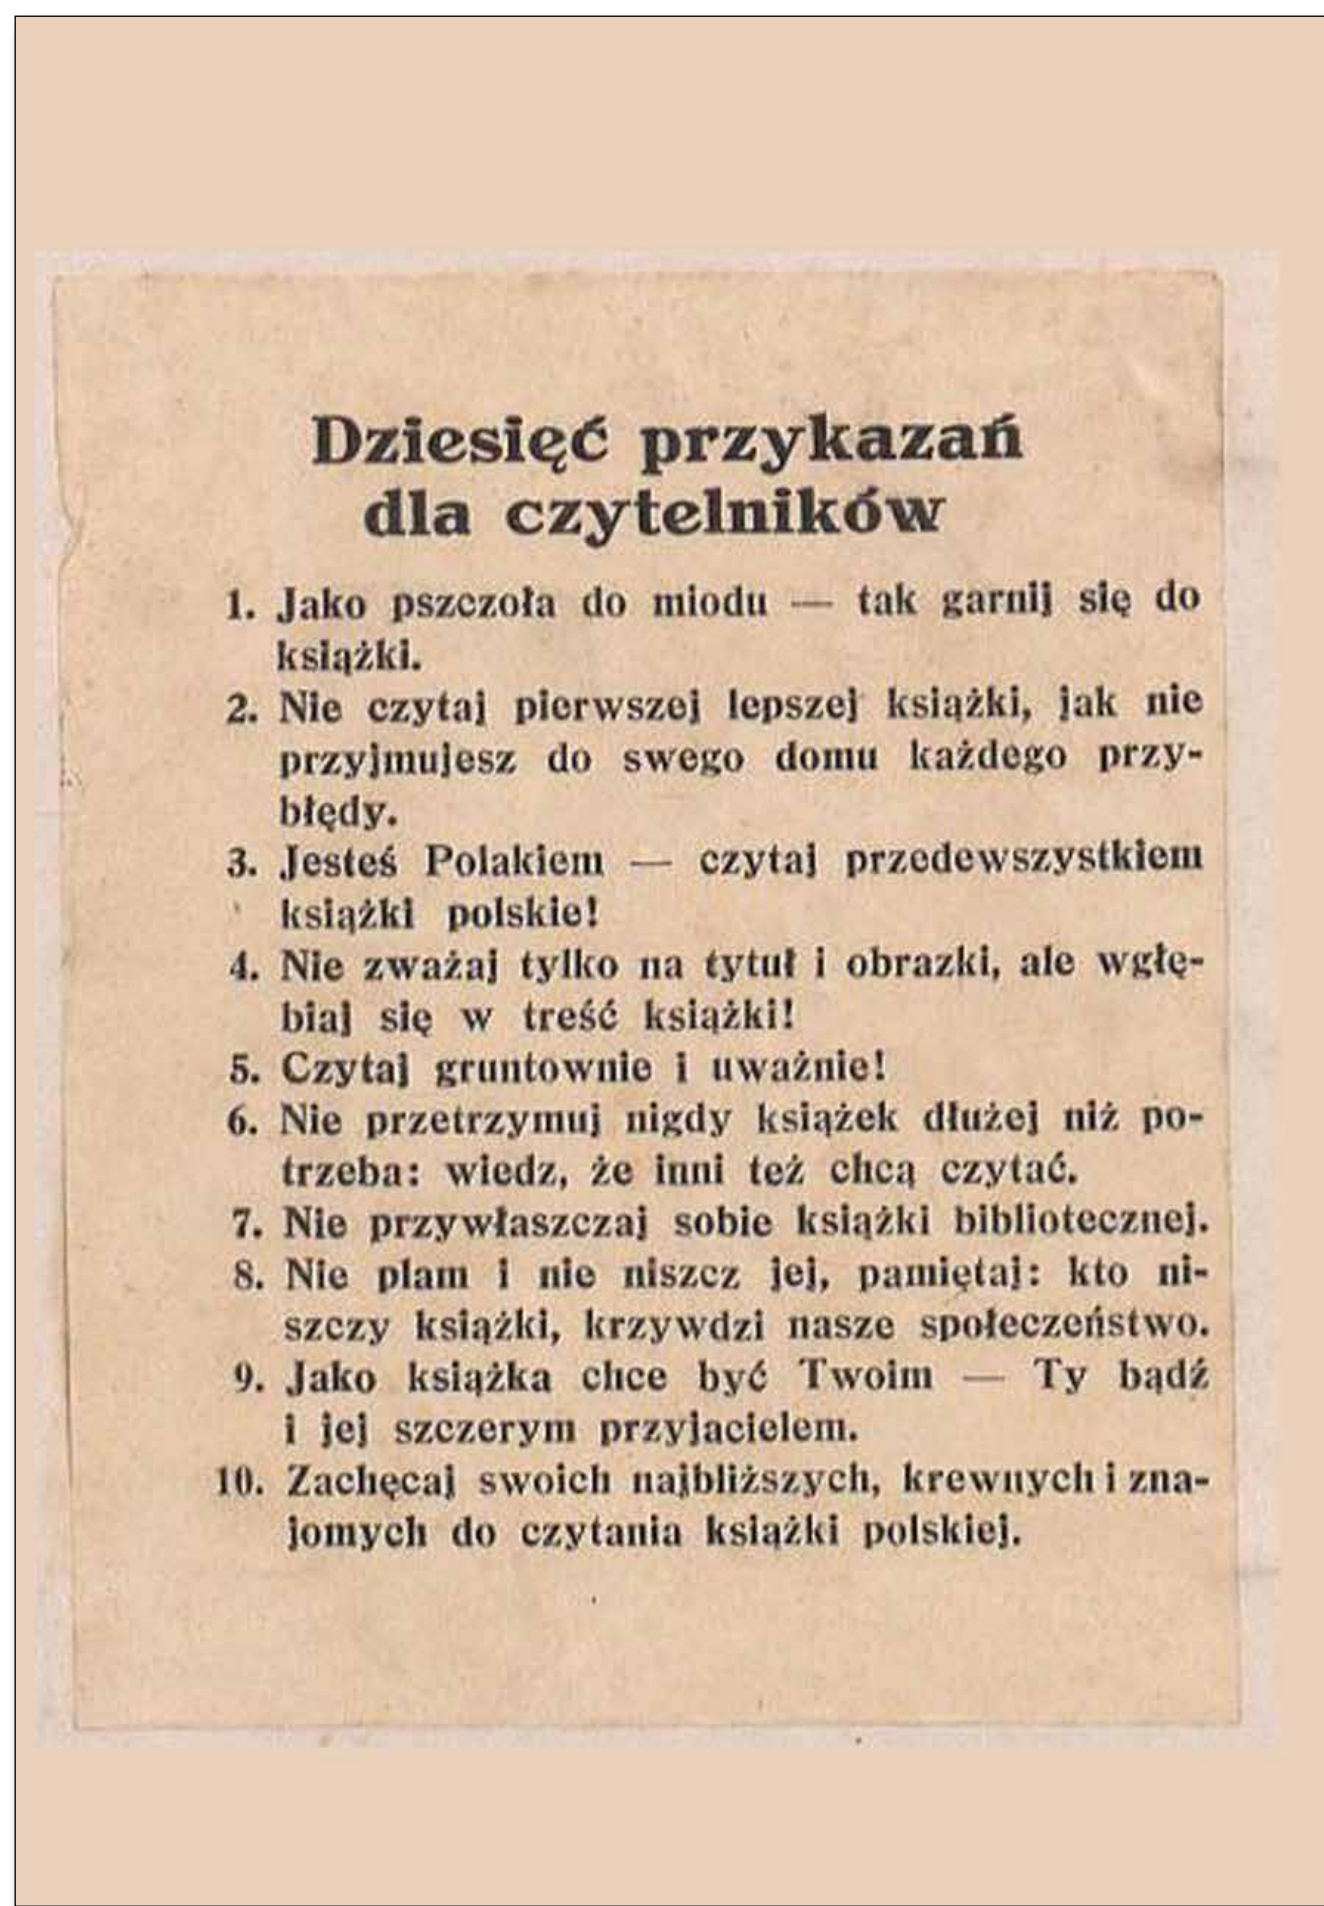 Dziesięć przykazań
dla czytelników
1. Jako pszczoła do miodu — tak garnij się do
książki.
2. Nie czytaj pierwszej lepszej książki, jak nie
przyjmujesz do swego domu każdego przy-
błędy.
3. Jesteś Polakiem — czytaj przedewszystkiem
książki polskie!
4. Nie zważaj tylko na tytuł i obrazki, ale wgłę-
biaj się w treść książki!
5. Czytaj gruntownie i uważnie!
6. Nie przetrzymuj nigdy książek dłużej niż po-
trzeba: wiedz, że inni też chcą czytać.
7. Nie przywłaszczaj sobie książki bibliotecznej.
8. Nie plam i nie niszcz jej, pamiętaj: kto ni-
szczy książki, krzywdzi nasze społeczeństwo.
9. Jako książka chce być Twoim — Ty bądź
i jej szczerym przyjacielem.
10. Zachęcaj swoich najbliższych, krewnych i zna-
jomych do czytania książki polskiej.